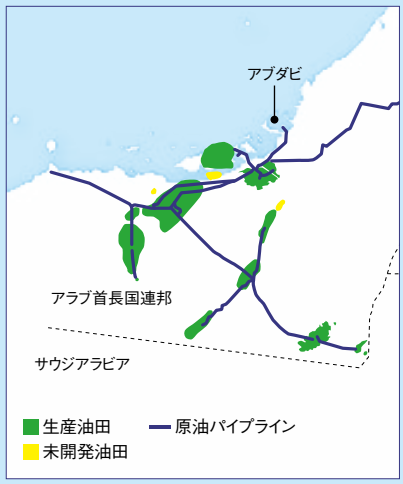 アブダビ
アラブ首長国連邦
サウジアラビア
生産油田
原油パイプライン
未開発油田